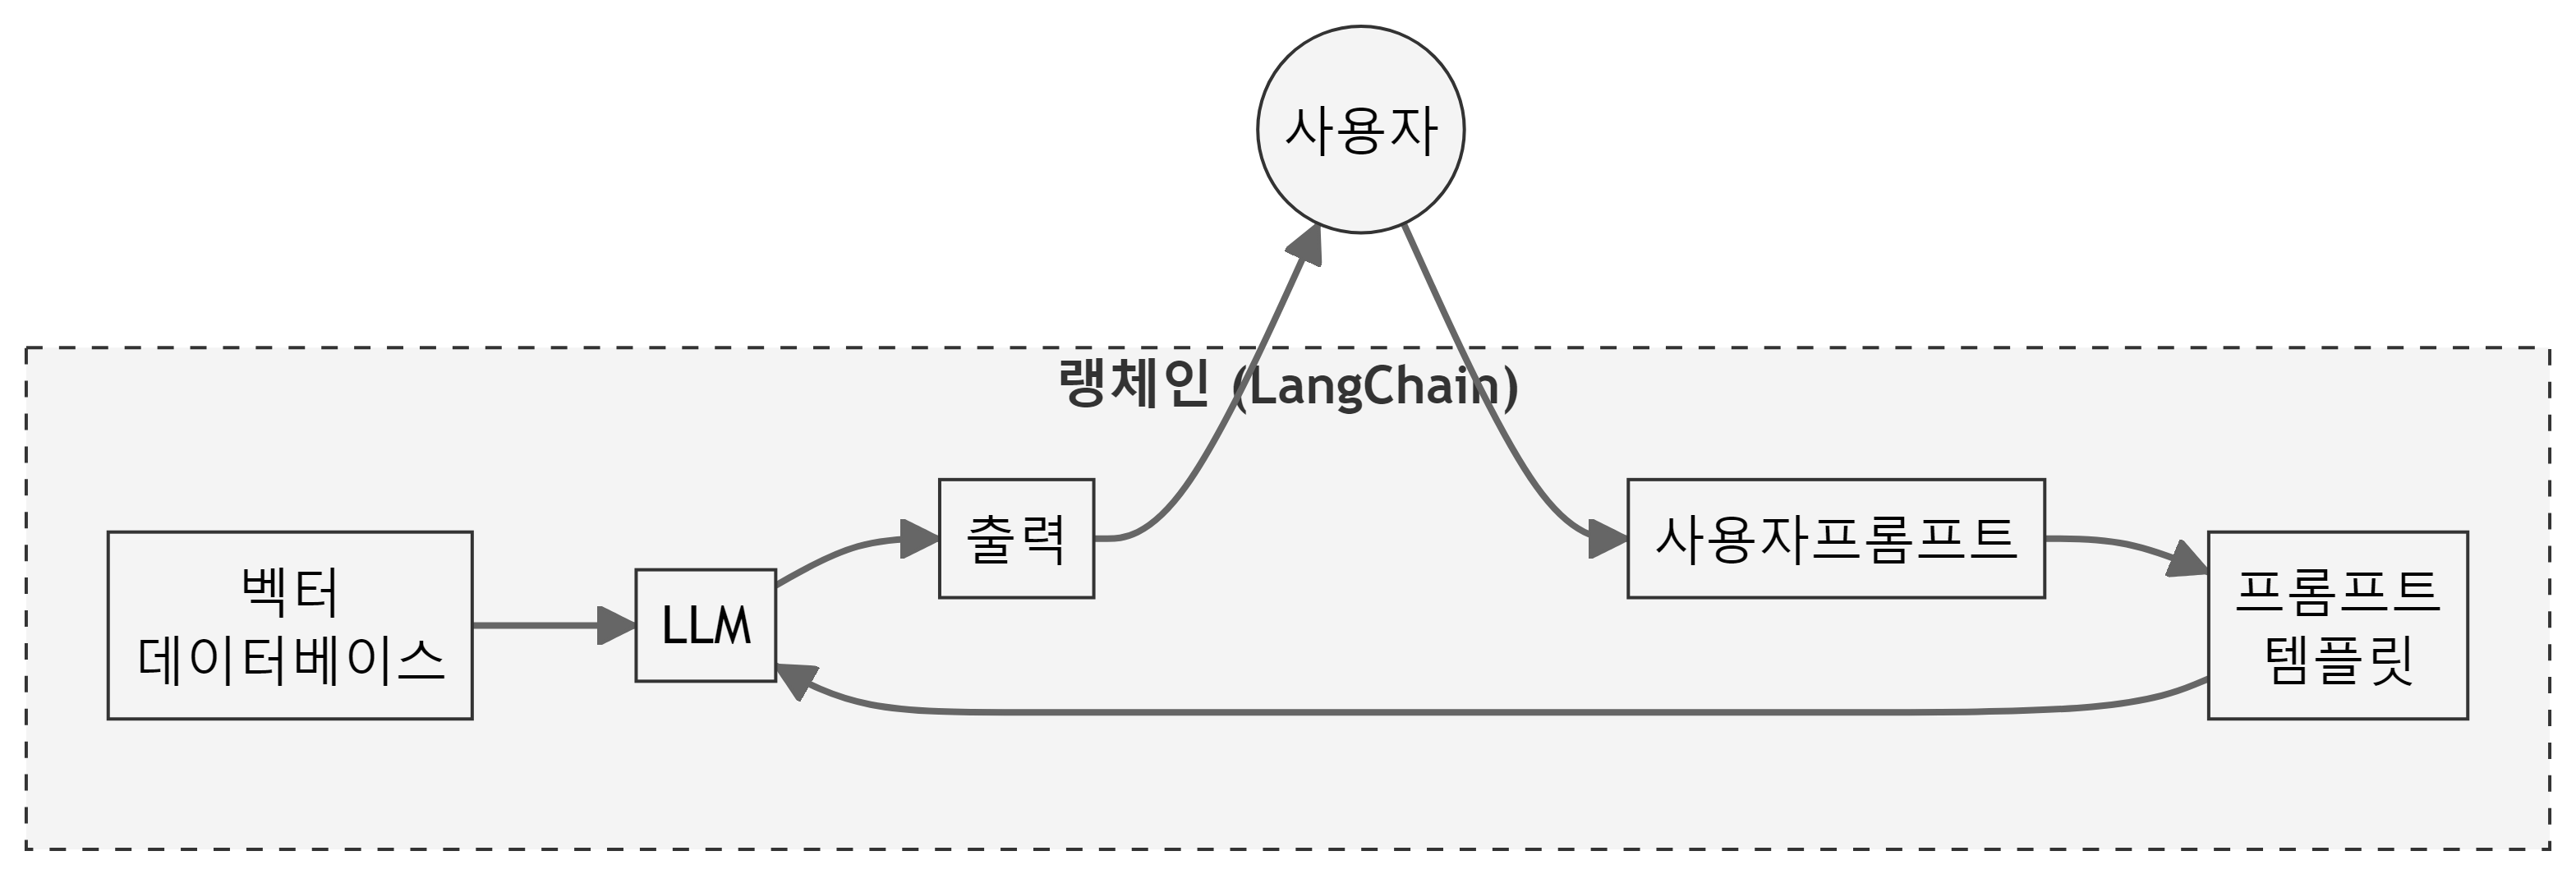 사용자
랭체인 (LangChain)
벡터
데이터베이스
LLM
출력
사용자프롬프트
프롬프트
템플릿